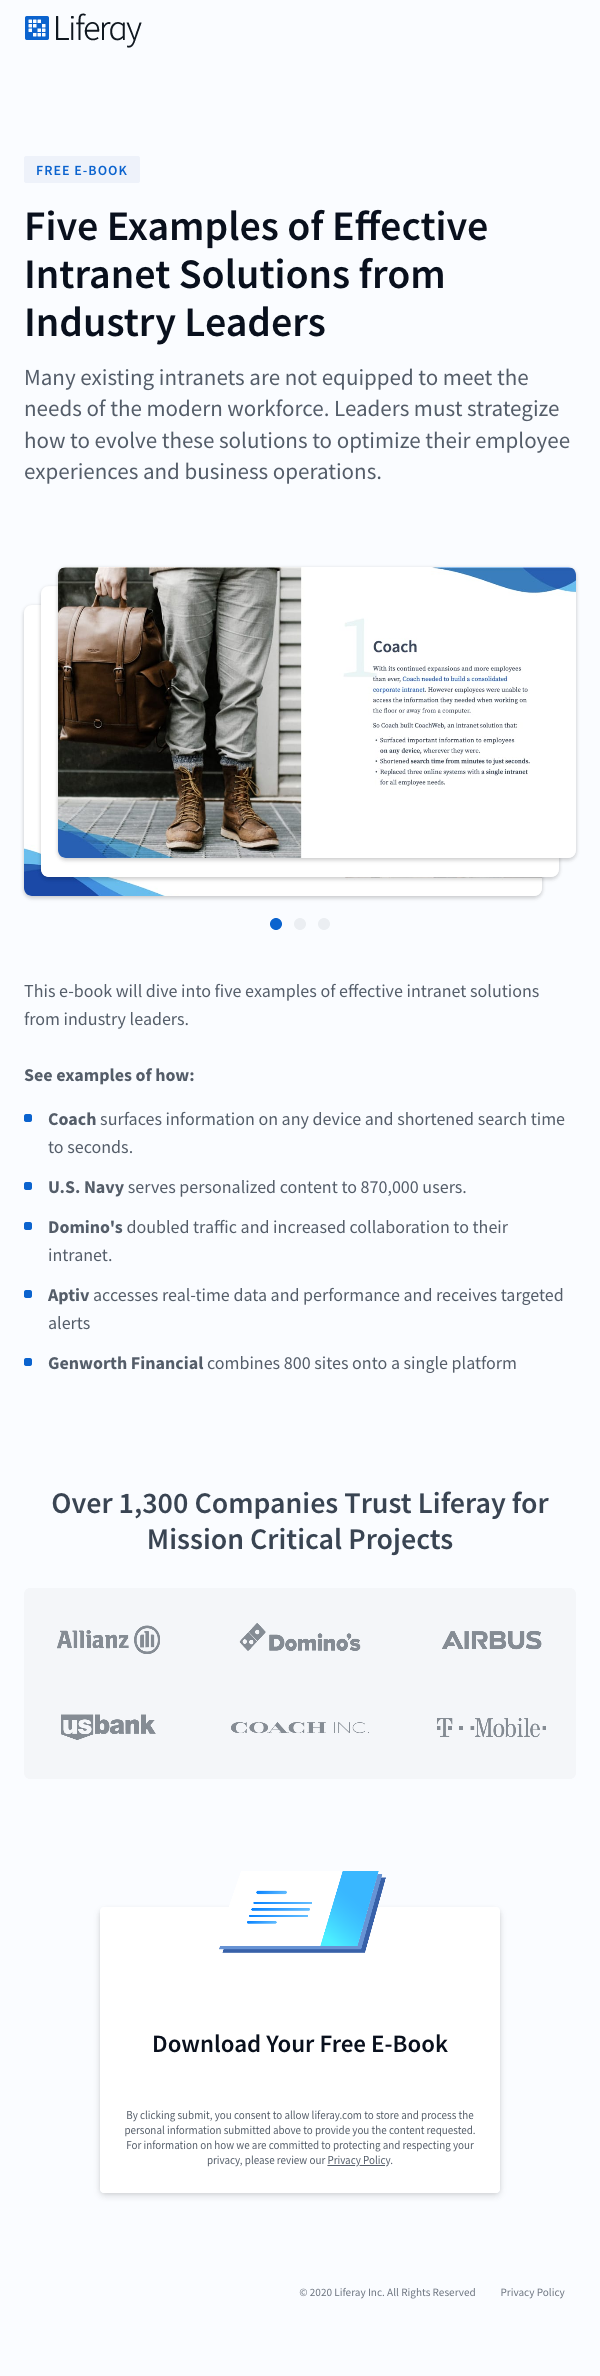 Liferay
FREE E-BOOK
Five Examples of Effective
Intranet Solutions from
Industry Leaders
Many existing intranets are not equipped to meet the
needs of the modern workforce. Leaders must strategize
how to evolve these solutions to optimize their employee
experiences and business operations.
1
Coach
With its continued expansions and more employees
than ever, Coach needed to build a consolidated
corporate intranet. However employees were unable to
access the information they needed when working on
the floor or away from a computer.
So Coach built CoachWeb, an intranet solution that:
• Surfaced important information to employees
on any device, wherever they were.
• Shortened search time from minutes to just seconds.
• Replaced three online systems with a single intranet
for all employee needs.
This e-book will dive into five examples of effective intranet solutions
from industry leaders.
See examples of how:
Coach surfaces information on any device and shortened search time
to seconds.
U.S. Navy serves personalized content to 870,000 users.
Domino's doubled traffic and increased collaboration to their
intranet.
Aptiv accesses real-time data and performance and receives targeted
alerts
Genworth Financial combines 800 sites onto a single platform
Over 1,300 Companies Trust Liferay for
Mission Critical Projects
Allianz Domino's AIRBUS
usbank COACH INC. T··Mobile·
Download Your Free E-Book
By clicking submit, you consent to allow liferay.com to store and process the
personal information submitted above to provide you the content requested.
For information on how we are committed to protecting and respecting your
privacy, please review our Privacy Policy.
© 2020 Liferay Inc. All Rights Reserved Privacy Policy